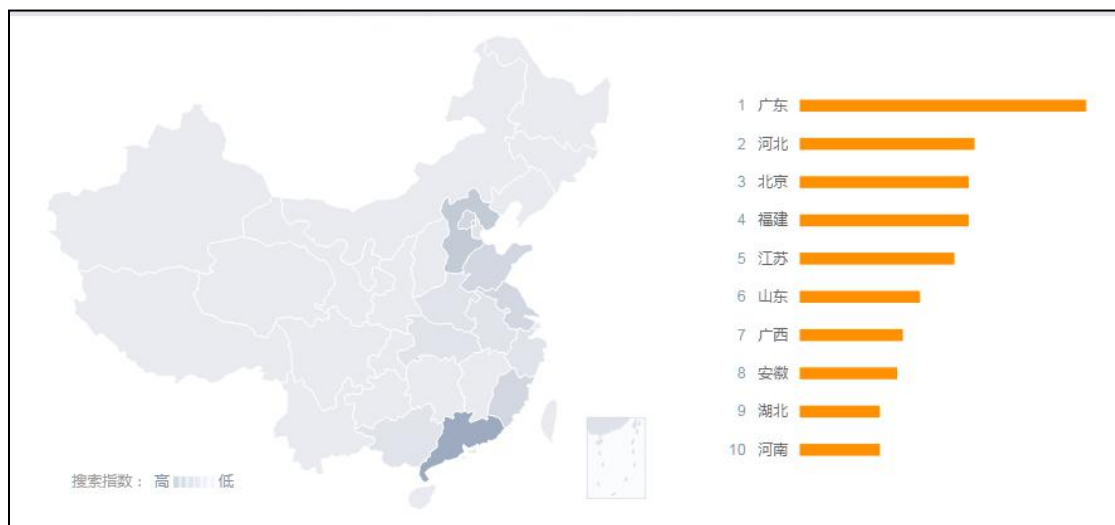 1 广东
2 河北
3 北京
4 福建
5 江苏
6 山东
7 广西
8 安徽
9 湖北
10 河南
搜索指数： 高 低